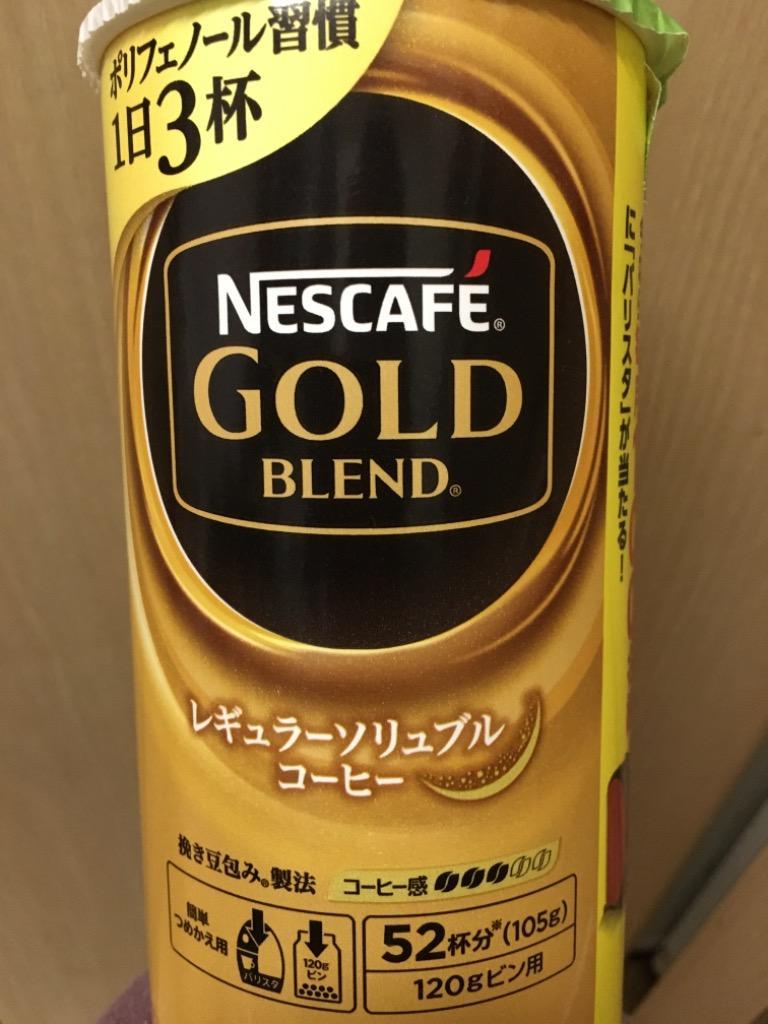 ポリフェノール習慣
1日3杯
NESCAFÉ®
GOLD
BLEND®
レギュラーソリュブル
コーヒー
挽き豆包み®製法
コーヒー感
簡単
つめかえ用
バリスタ
120g
ビン
52杯分※(105g)
120gビン用
に「バリスタ」が当たる!